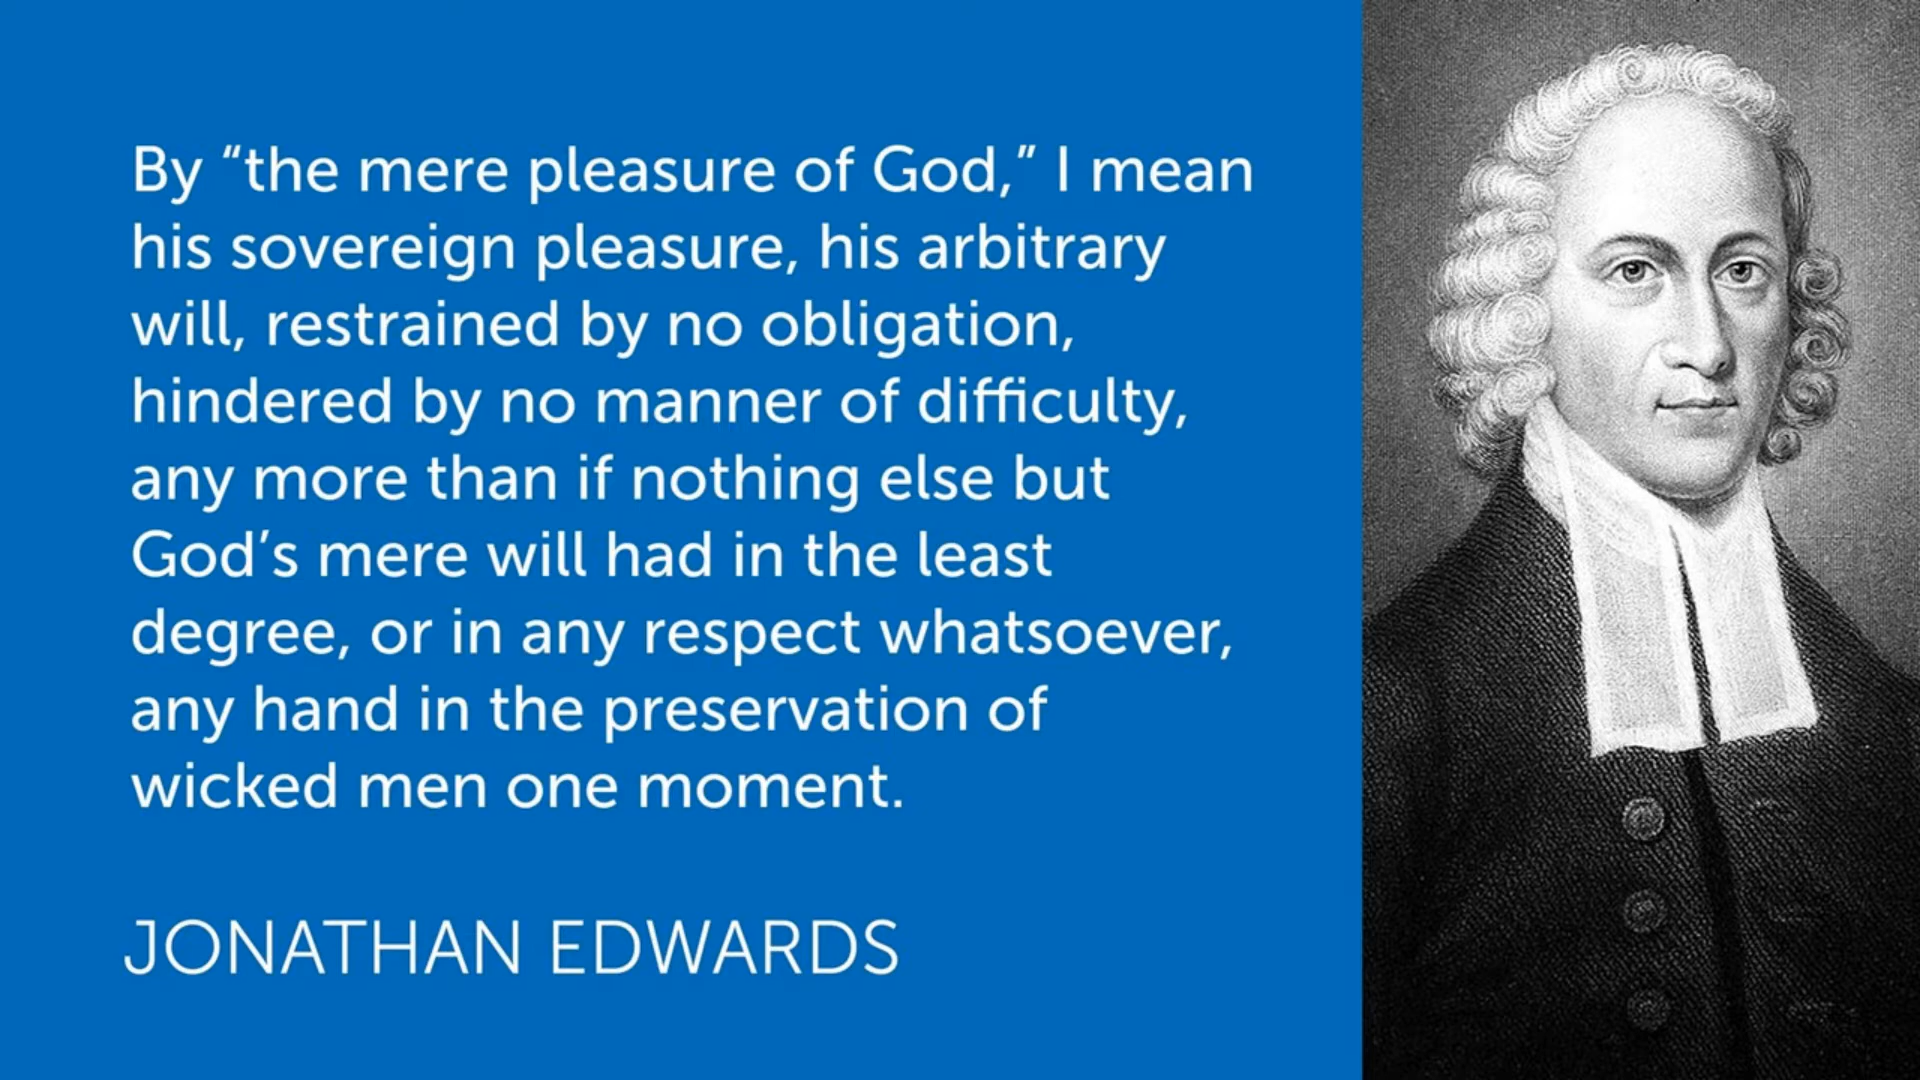 By “the mere pleasure of God,” I mean
his sovereign pleasure, his arbitrary
will, restrained by no obligation,
hindered by no manner of difficulty,
any more than if nothing else but
God’s mere will had in the least
degree, or in any respect whatsoever,
any hand in the preservation of
wicked men one moment.
JONATHAN EDWARDS